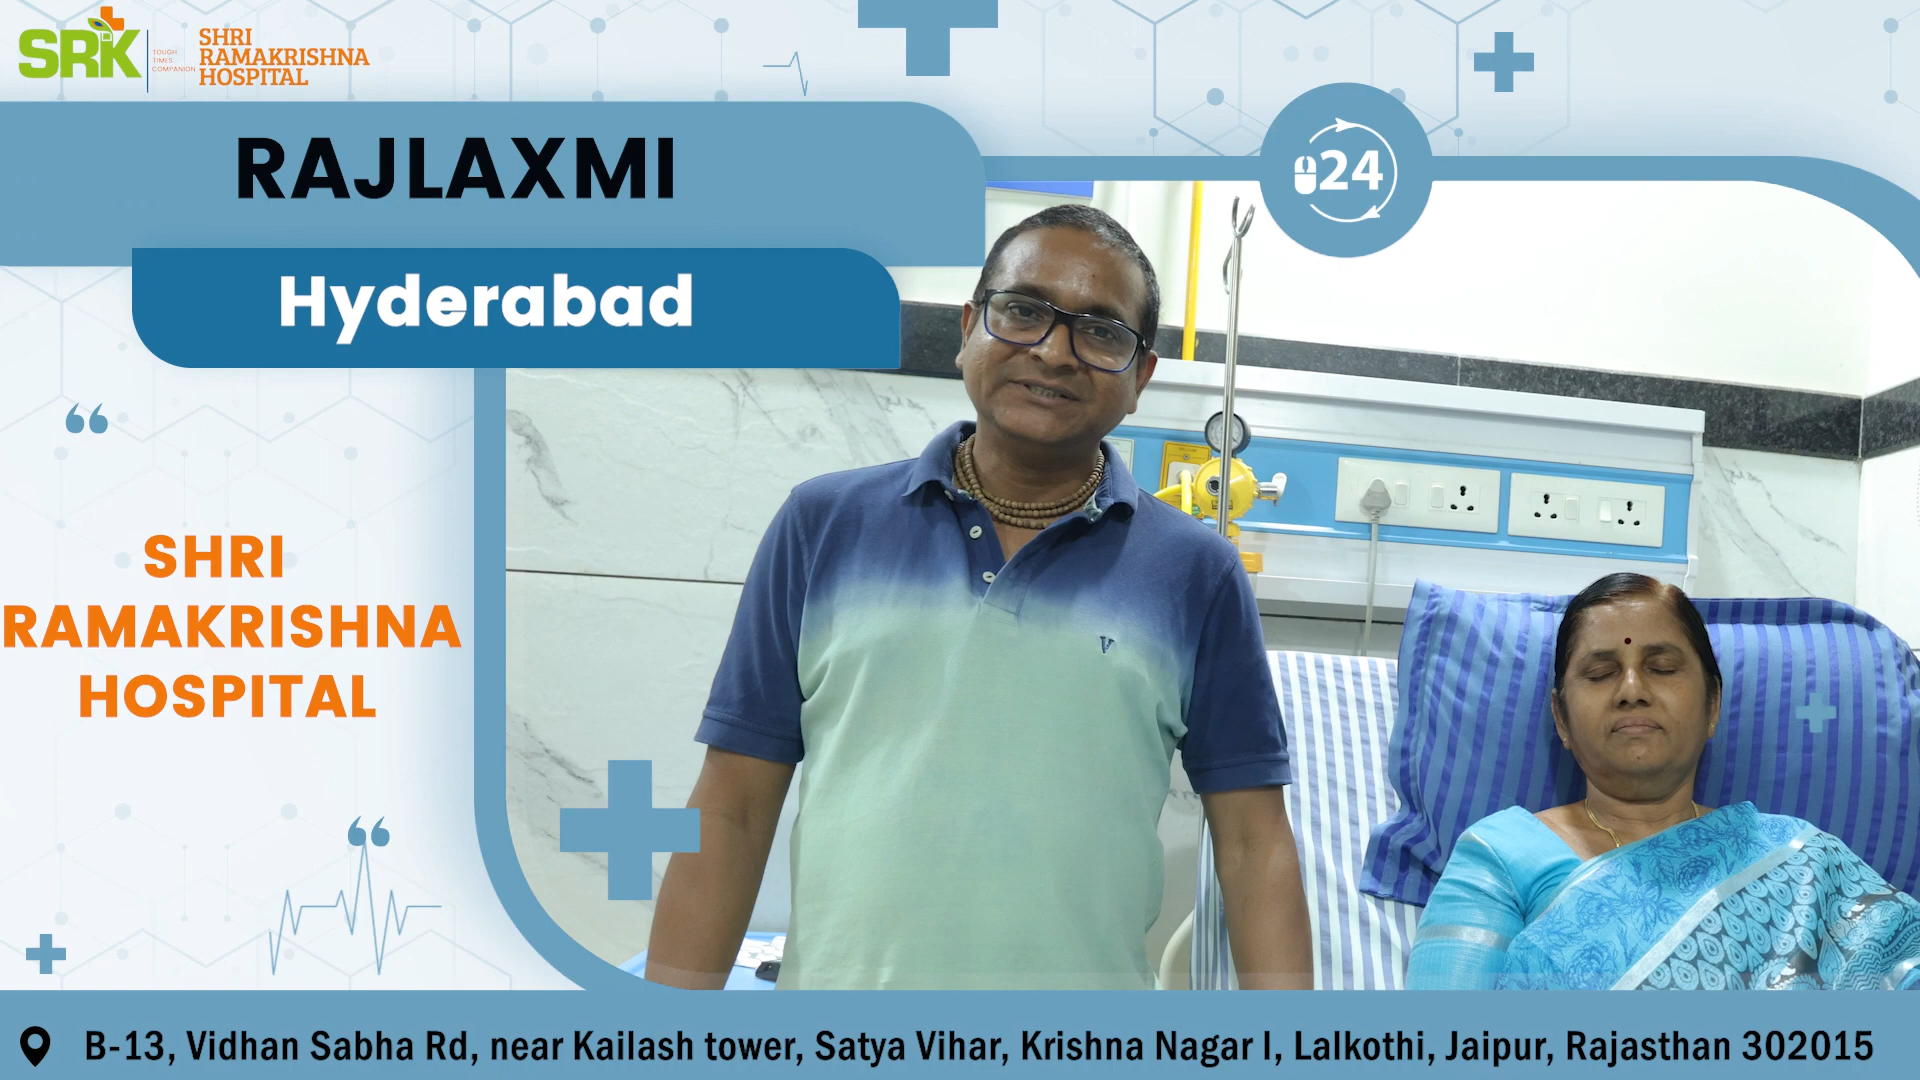 SRK
TOUGH
TIMES
COMPANION
SHRI
RAMAKRISHNA
HOSPITAL
RAJLAXMI
24
Hyderabad
“
SHRI
RAMAKRISHNA
HOSPITAL
“
V
B-13, Vidhan Sabha Rd, near Kailash tower, Satya Vihar, Krishna Nagar I, Lalkothi, Jaipur, Rajasthan 302015